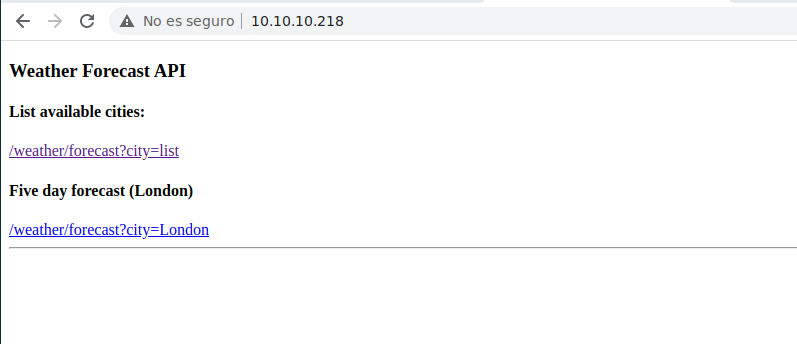 No es seguro | 10.10.10.218
Weather Forecast API
List available cities:
/weather/forecast?city=list
Five day forecast (London)
/weather/forecast?city=London